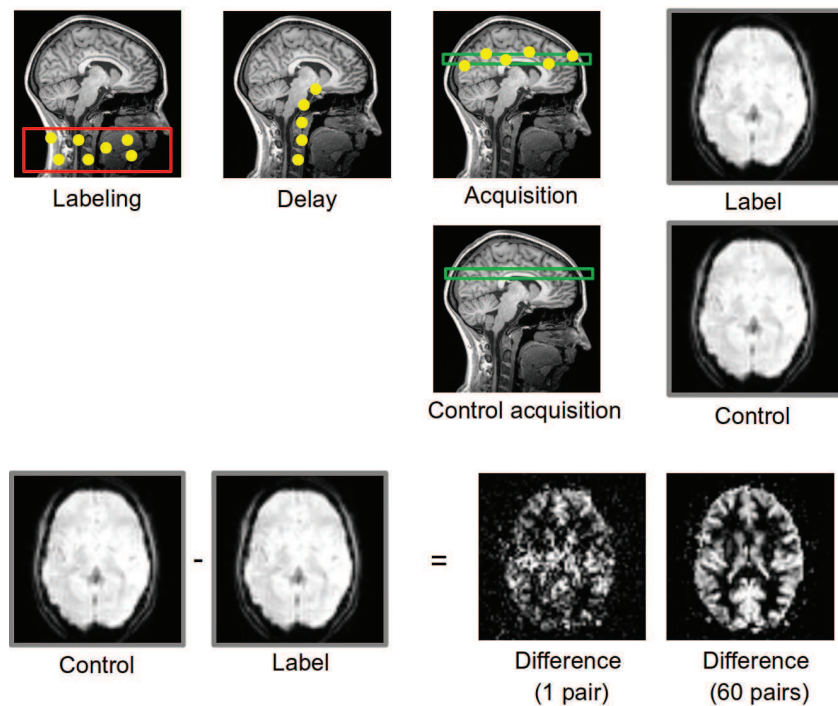 Labeling
Delay
Acquisition
Label
Control acquisition
Control
-
=
Control
Label
Difference
(1 pair)
Difference
(60 pairs)